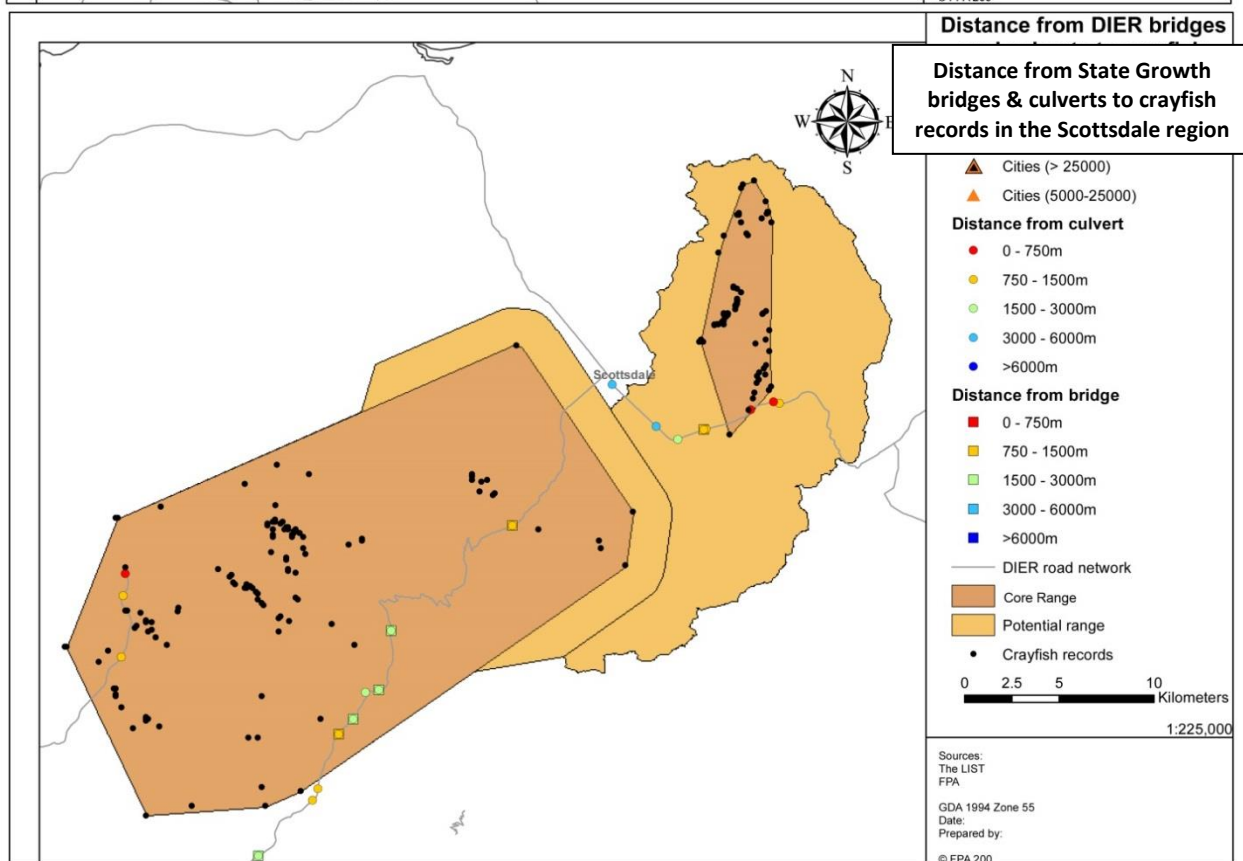 Distance from DIER bridges
Distance from State Growth
bridges & culverts to crayfish
records in the Scottsdale region
N
W
E
S
Cities (> 25000)
Cities (5000-25000)
Distance from culvert
0 - 750m
750 - 1500m
1500 - 3000m
3000 - 6000m
>6000m
Distance from bridge
0 - 750m
750 - 1500m
1500 - 3000m
3000 - 6000m
>6000m
DIER road network
Core Range
Potential range
Crayfish records
0 2.5 5 10
Kilometers
1:225,000
Sources:
The LIST
FPA
GDA 1994 Zone 55
Date:
Prepared by:
© FPA 200
Scottsdale